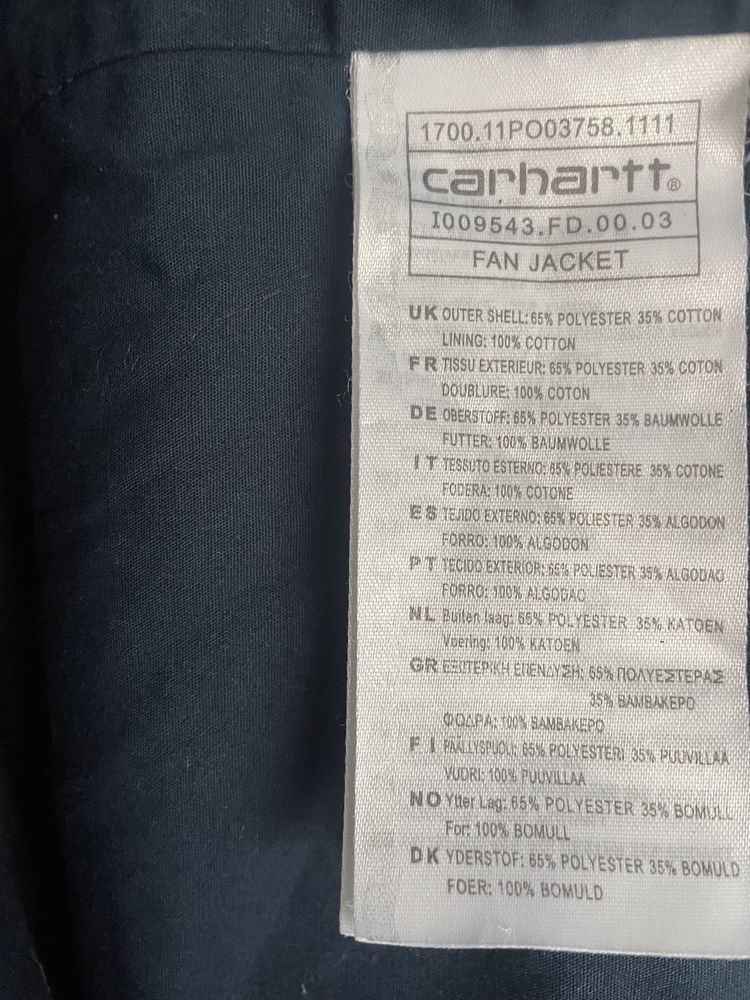 1700.11PO03758.1111
carhartt®
I009543.FD.00.03
FAN JACKET
UK OUTER SHELL: 65% POLYESTER 35% COTTON
LINING: 100% COTTON
FR TISSU EXTERIEUR: 65% POLYESTER 35% COTON
DOUBLURE: 100% COTON
DE OBERSTOFF: 65% POLYESTER 35% BAUMWOLLE
FUTTER: 100% BAUMWOLLE
IT TESSUTO ESTERNO: 65% POLIESTERE 35% COTONE
FODERA: 100% COTONE
ES TEJIDO EXTERNO: 65% POLIESTER 35% ALGODON
FORRO: 100% ALGODON
PT TECIDO EXTERIOR: 65% POLIESTER 35% ALGODAO
FORRO: 100% ALGODAO
NL Buiten laag: 65% POLYESTER 35% KATOEN
Voering: 100% KATOEN
GR ΕΞΩΤΕΡΙΚΗ ΕΠΕΝΔΥΣΗ: 65% ΠΟΛΥΕΣΤΕΡΑΣ
35% ΒΑΜΒΑΚΕΡΟ
ΦΟΔΡΑ: 100% ΒΑΜΒΑΚΕΡΟ
FI PÄÄLLYSPUOLI: 65% POLYESTERI 35% PUUVILLAA
VUORI: 100% PUUVILLAA
NO Ytter Lag: 65% POLYESTER 35% BOMULL
For: 100% BOMULL
DK YDERSTOF: 65% POLYESTER 35% BOMULD
FOER: 100% BOMULD